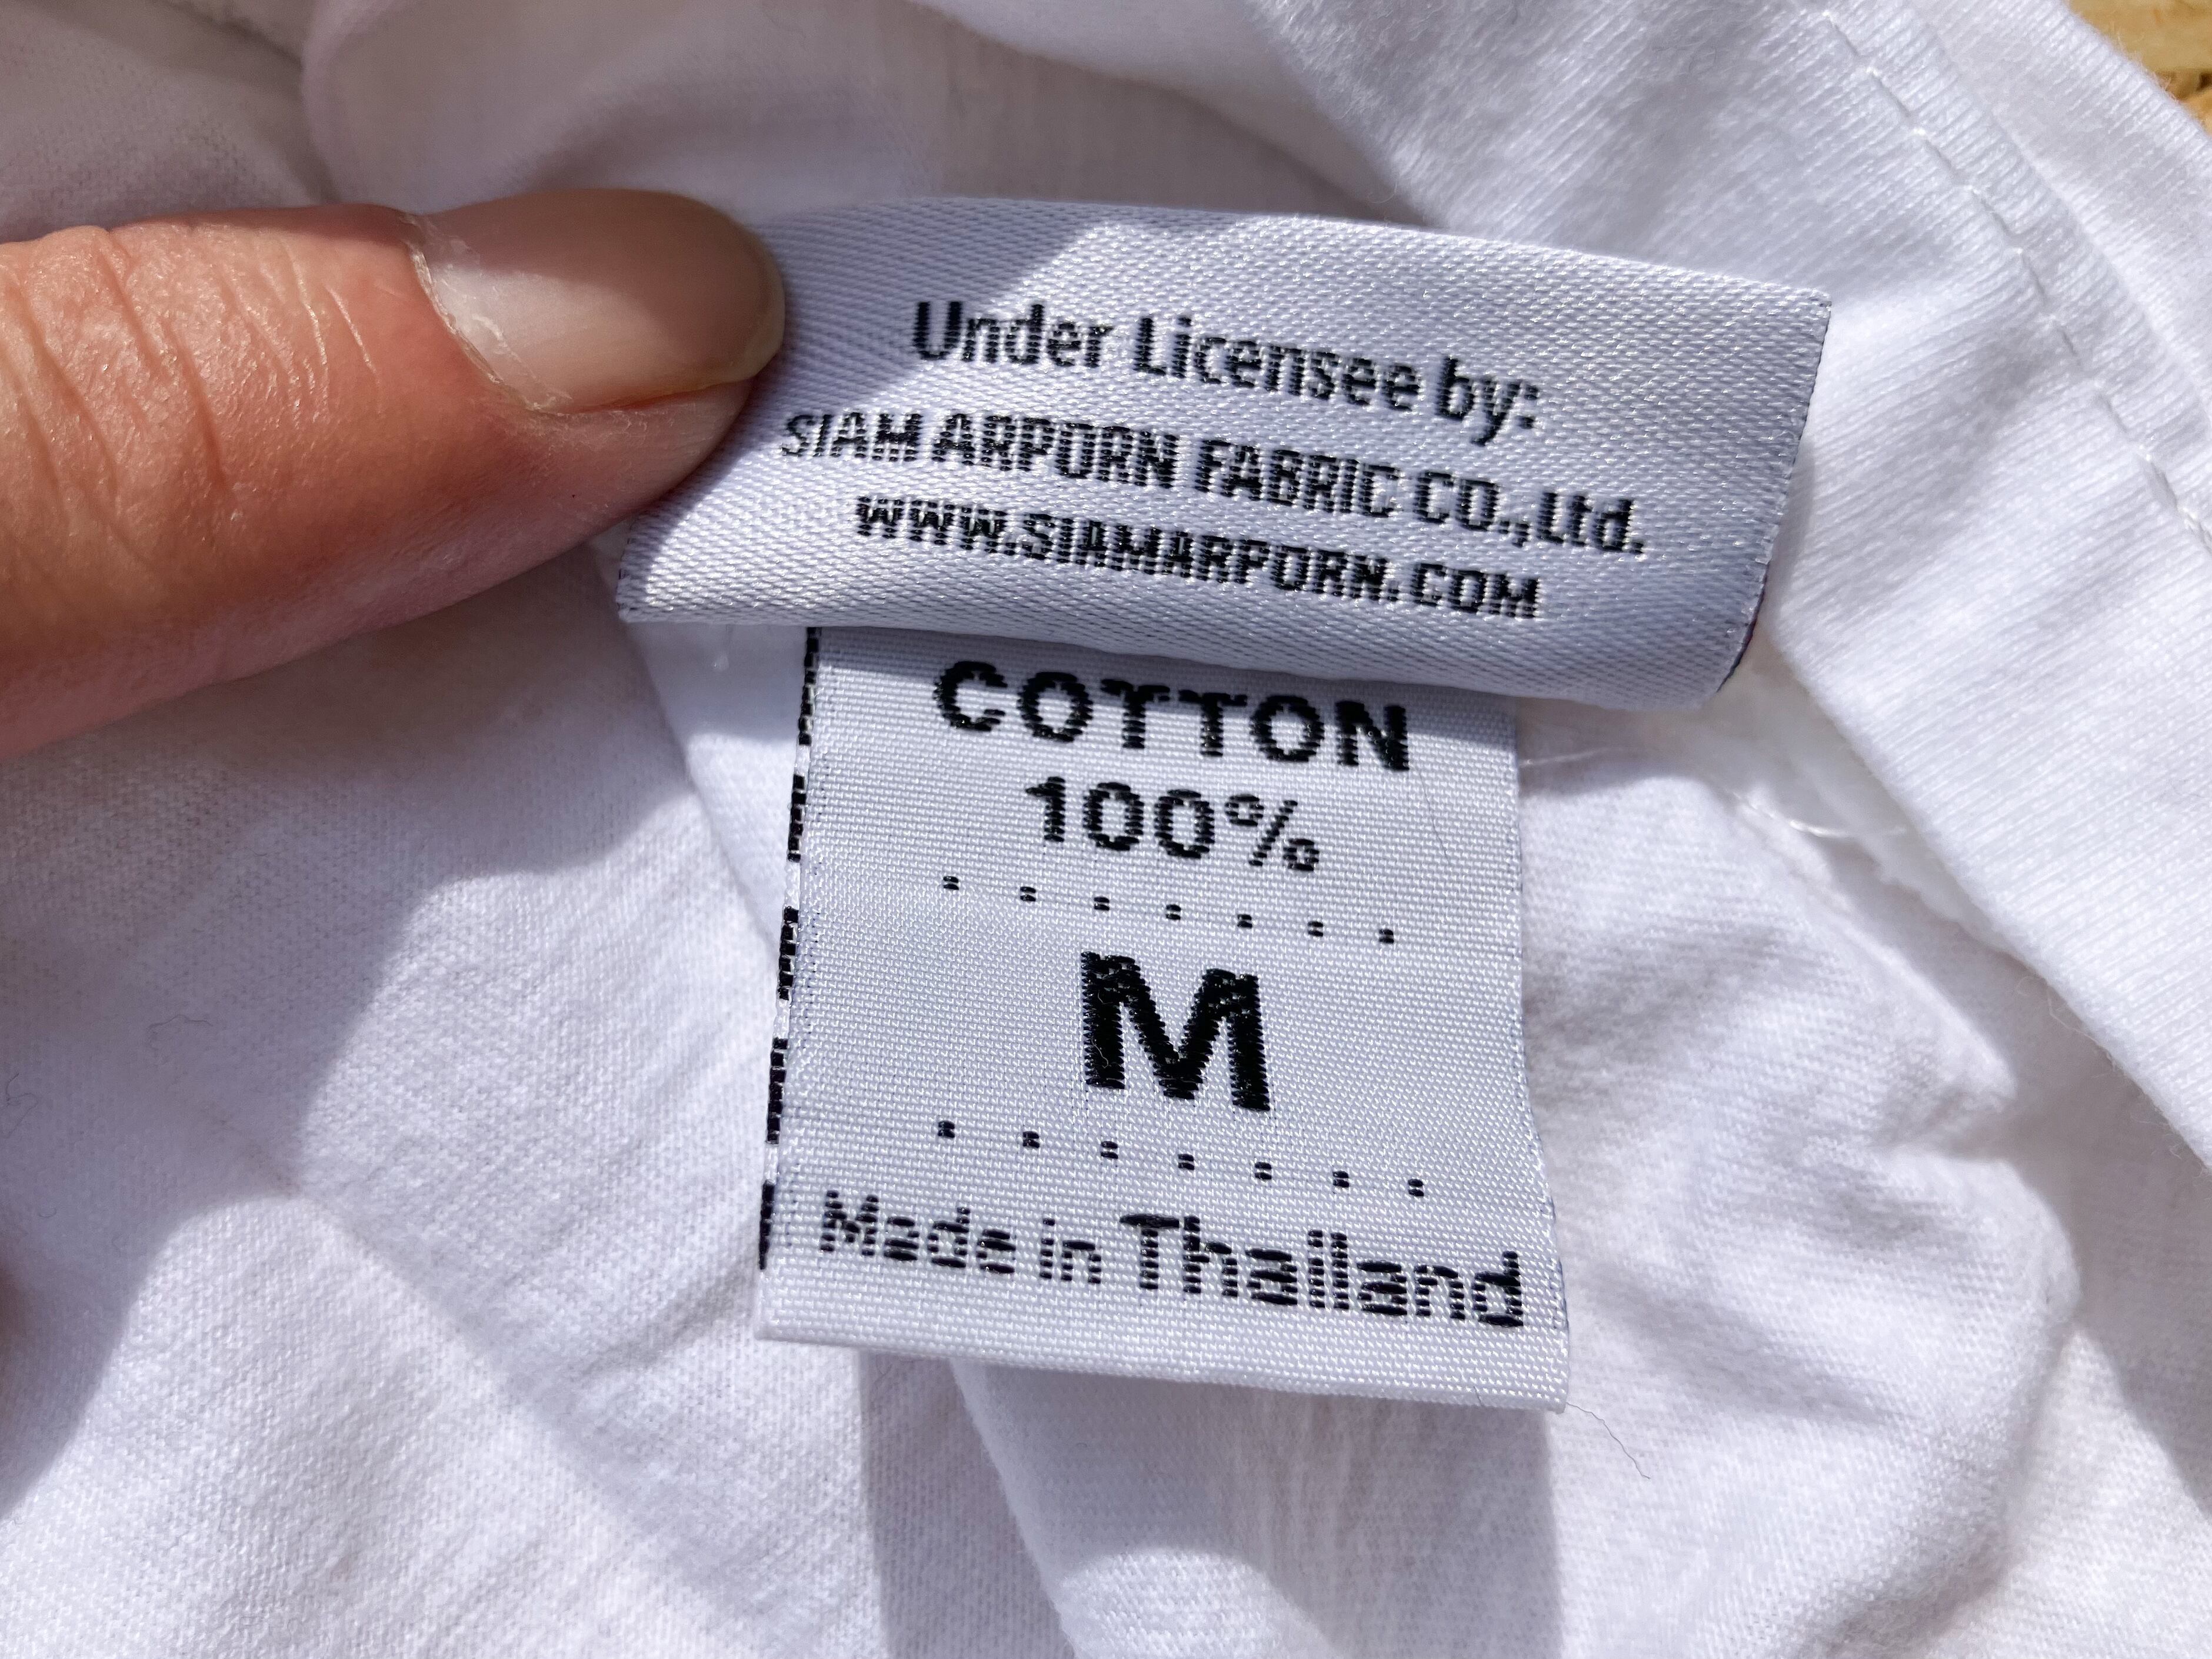 Under Licensee by:
SIAM ARPORN FABRIC CO.,Ltd.
WWW.SIAMARPORN.COM
COTTON
100%
M
Made in Thailand